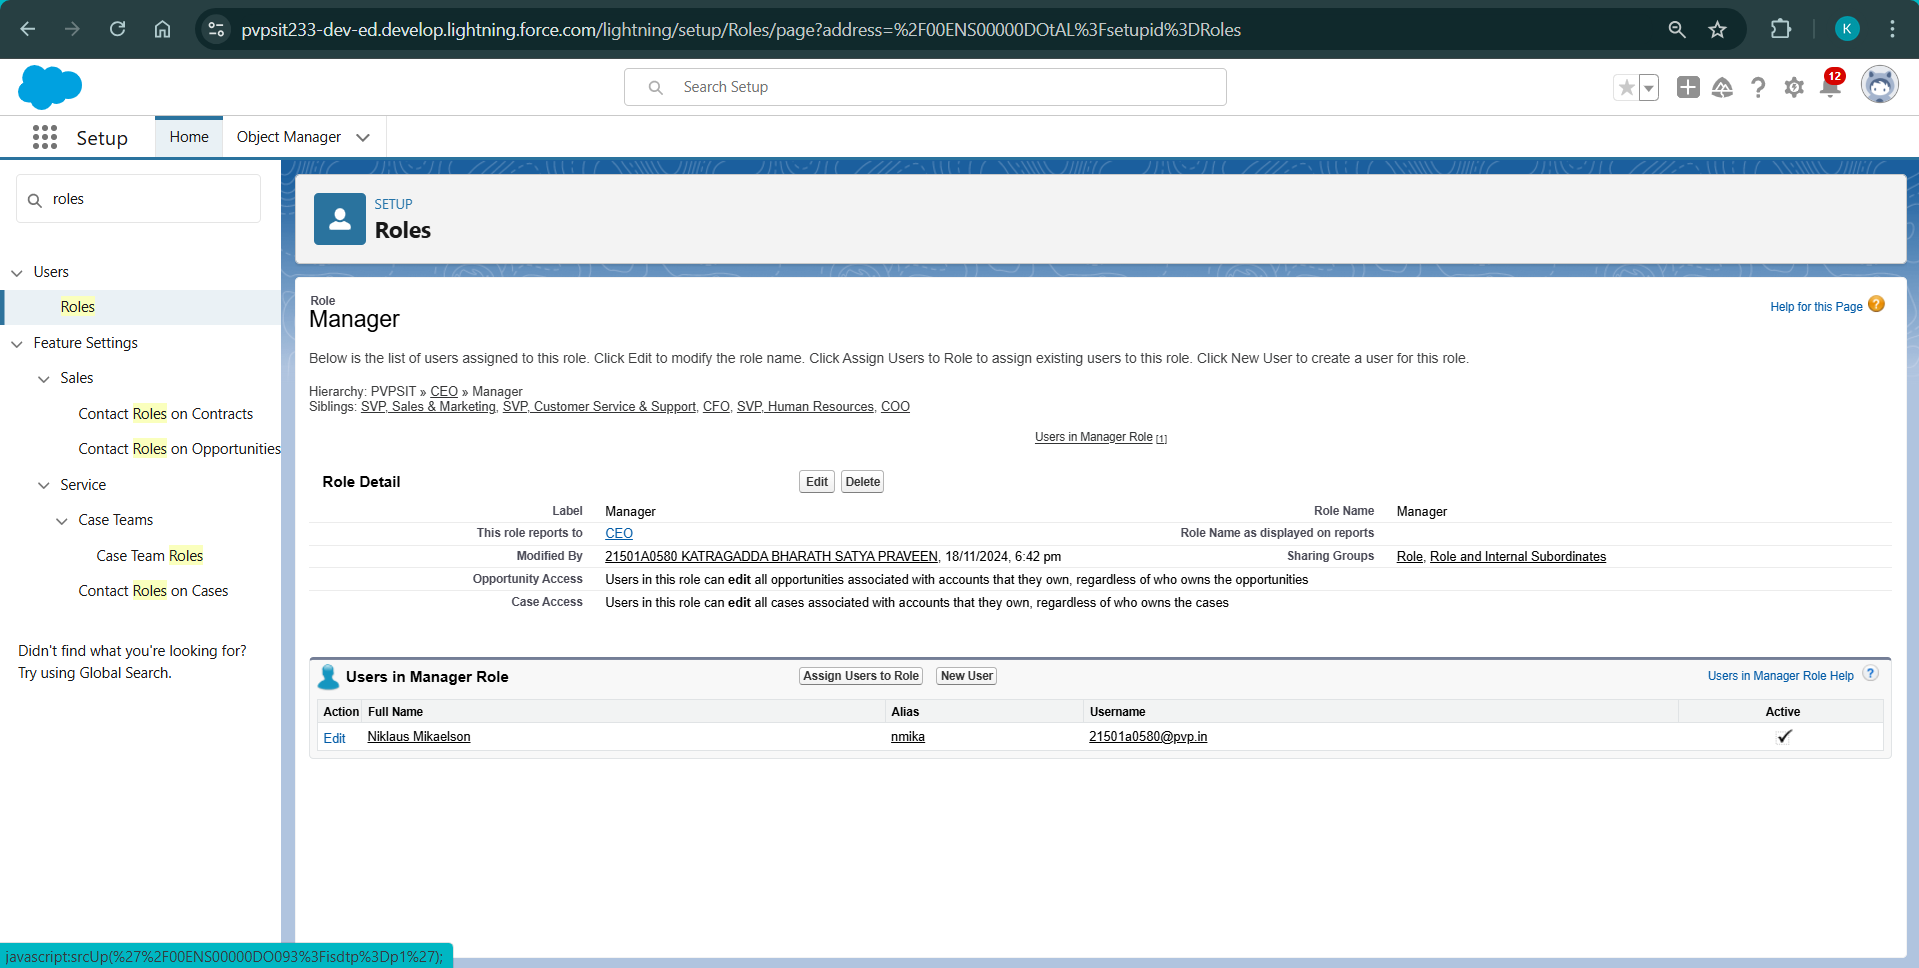 pvpsit233-dev-ed.develop.lightning.force.com/lightning/setup/Roles/page?address=%2F00ENS00000DOtAL%3Fsetupid%3DRoles
K
Search Setup
12
Setup
Home
Object Manager
roles
Users
Roles
Feature Settings
Sales
Contact Roles on Contracts
Contact Roles on Opportunities
Service
Case Teams
Case Team Roles
Contact Roles on Cases
Didn't find what you're looking for?
Try using Global Search.
SETUP
Roles
Role
Manager
Help for this Page
Below is the list of users assigned to this role. Click Edit to modify the role name. Click Assign Users to Role to assign existing users to this role. Click New User to create a user for this role.
Hierarchy: PVPSIT » CEO » Manager
Siblings: SVP, Sales & Marketing, SVP, Customer Service & Support, CFO, SVP, Human Resources, COO
Users in Manager Role [1]
Role Detail Edit Delete
Label Manager Role Name Manager
This role reports to CEO Role Name as displayed on reports
Modified By 21501A0580 KATRAGADDA BHARATH SATYA PRAVEEN, 18/11/2024, 6:42 pm Sharing Groups Role, Role and Internal Subordinates
Opportunity Access Users in this role can edit all opportunities associated with accounts that they own, regardless of who owns the opportunities
Case Access Users in this role can edit all cases associated with accounts that they own, regardless of who owns the cases
Users in Manager Role Assign Users to Role New User Users in Manager Role Help ?
Action Full Name Alias Username Active
Edit Niklaus Mikaelson nmika 21501a0580@pvp.in
javascript:srcUp(%27%2F00ENS00000DO093%3Fisdtp%3Dp1%27);